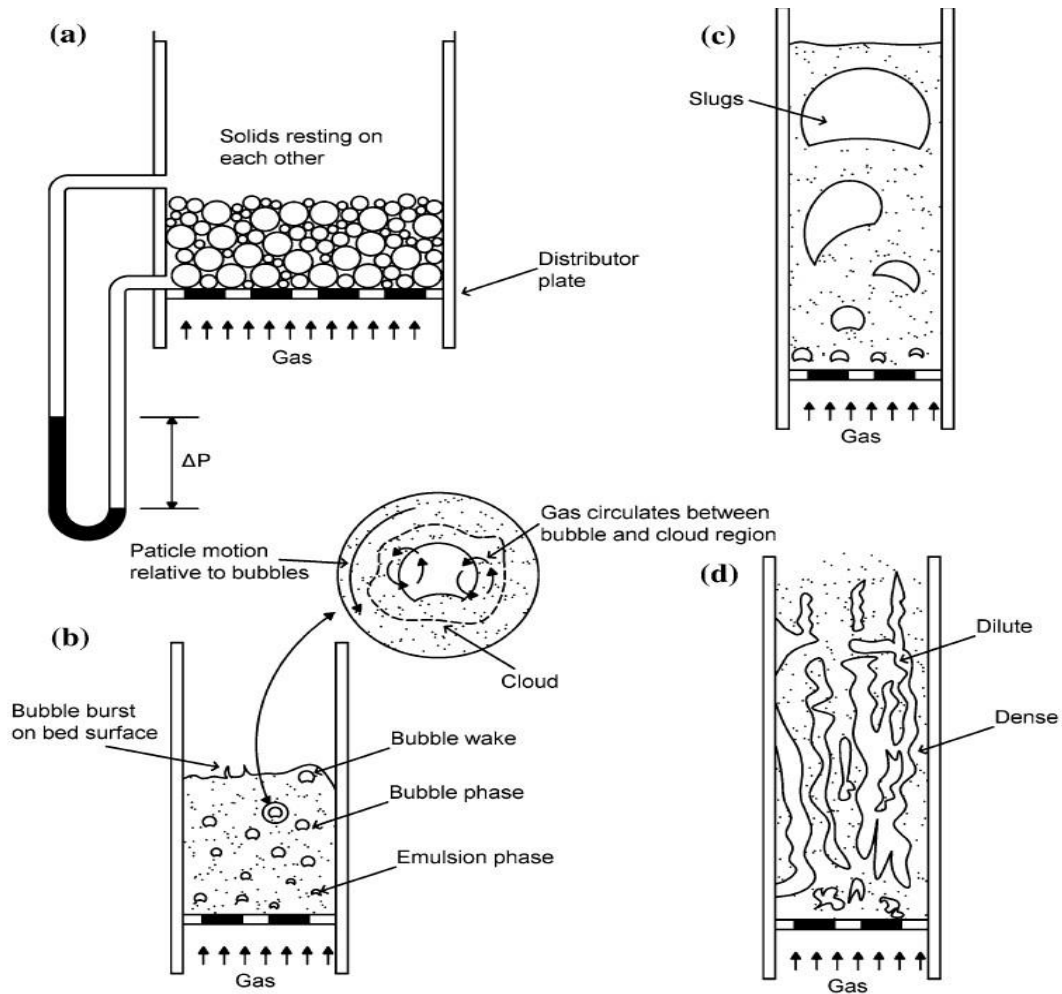 (a)
Solids resting on
each other
Distributor
plate
Gas
ΔP
(c)
Slugs
Gas
Paticle motion
relative to bubbles
Gas circulates between
bubble and cloud region
Cloud
(b)
Bubble burst
on bed surface
Bubble wake
Bubble phase
Emulsion phase
Gas
(d)
Dilute
Dense
Gas